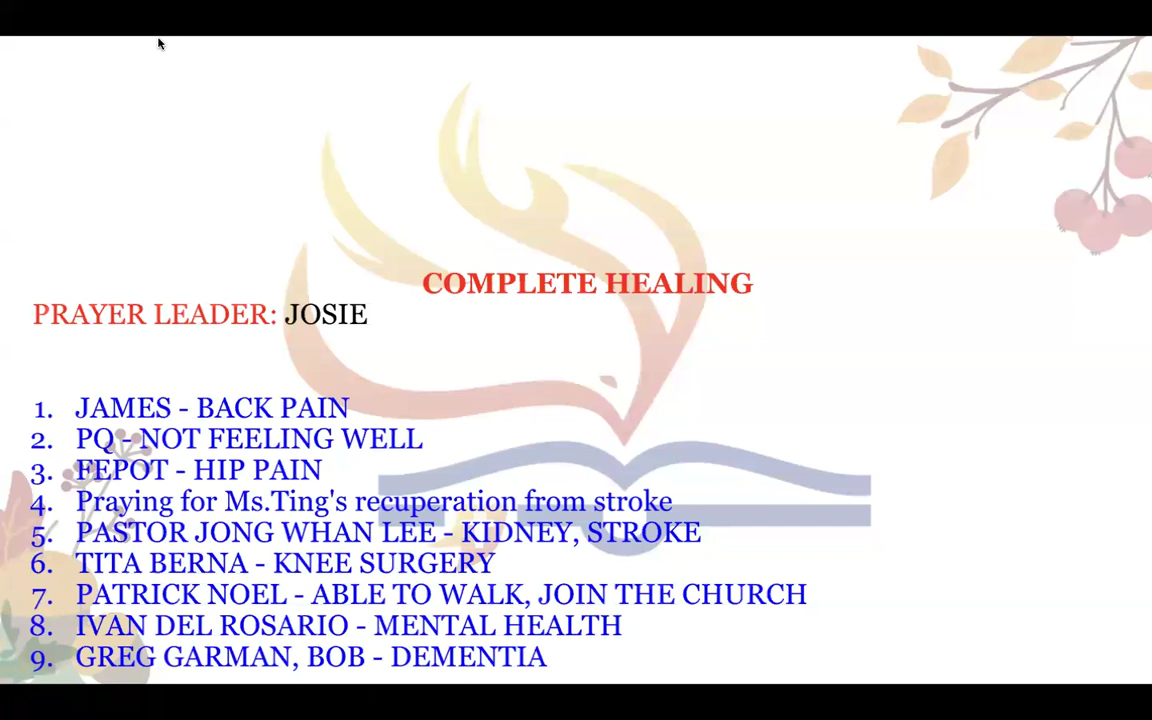 COMPLETE HEALING
PRAYER LEADER: JOSIE
1. JAMES - BACK PAIN
2. PQ - NOT FEELING WELL
3. FEPOT - HIP PAIN
4. Praying for Ms.Ting's recuperation from stroke
5. PASTOR JONG WHAN LEE - KIDNEY, STROKE
6. TITA BERNA - KNEE SURGERY
7. PATRICK NOEL - ABLE TO WALK, JOIN THE CHURCH
8. IVAN DEL ROSARIO - MENTAL HEALTH
9. GREG GARMAN, BOB - DEMENTIA